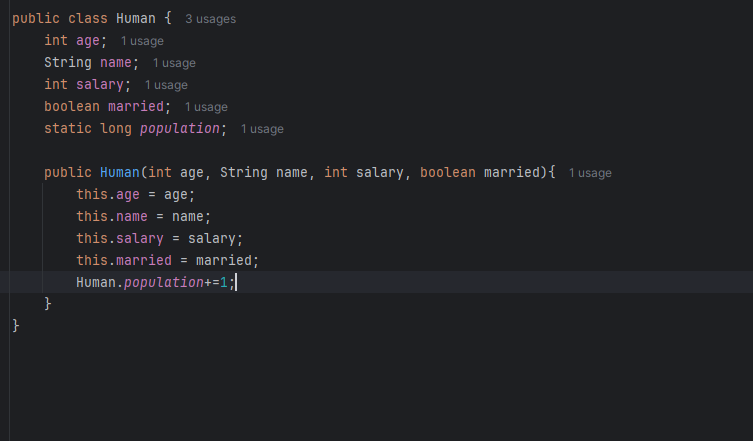 public class Human { 3 usages
int age; 1 usage
String name; 1 usage
int salary; 1 usage
boolean married; 1 usage
static long population; 1 usage
public Human(int age, String name, int salary, boolean married){ 1 usage
this.age = age;
this.name = name;
this.salary = salary;
this.married = married;
Human.population+=1;
}
}